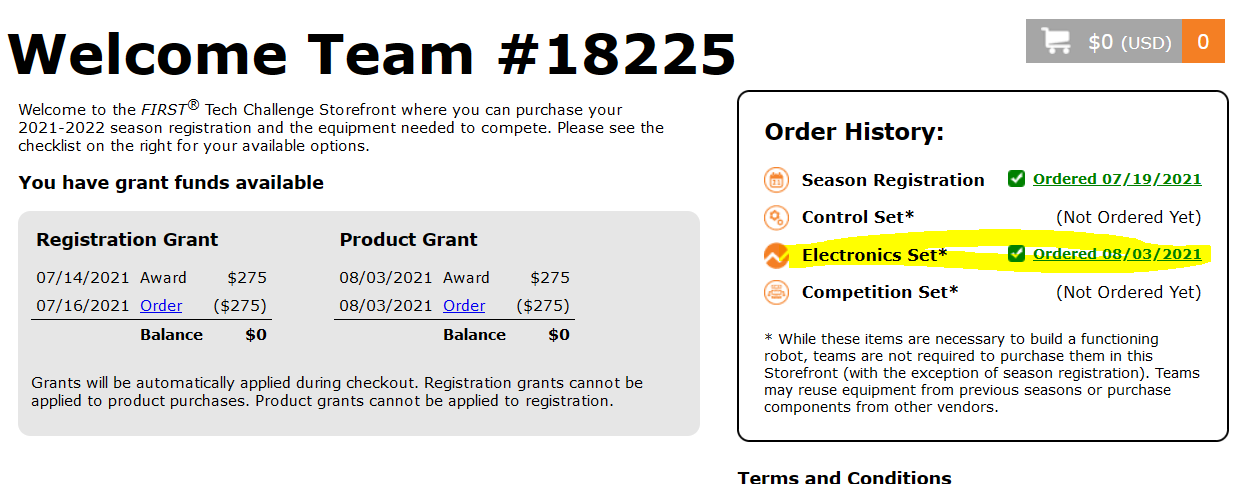 Welcome Team #18225
$0 (USD) 0
Welcome to the FIRST® Tech Challenge Storefront where you can purchase your
2021-2022 season registration and the equipment needed to compete. Please see the
checklist on the right for your available options.
You have grant funds available
Registration Grant
07/14/2021 Award $275
07/16/2021 Order ($275)
Balance $0
Product Grant
08/03/2021 Award $275
08/03/2021 Order ($275)
Balance $0
Grants will be automatically applied during checkout. Registration grants cannot be
applied to product purchases. Product grants cannot be applied to registration.
Order History:
Season Registration Ordered 07/19/2021
Control Set* (Not Ordered Yet)
Electronics Set* Ordered 08/03/2021
Competition Set* (Not Ordered Yet)
* While these items are necessary to build a functioning
robot, teams are not required to purchase them in this
Storefront (with the exception of season registration). Teams
may reuse equipment from previous seasons or purchase
components from other vendors.
Terms and Conditions